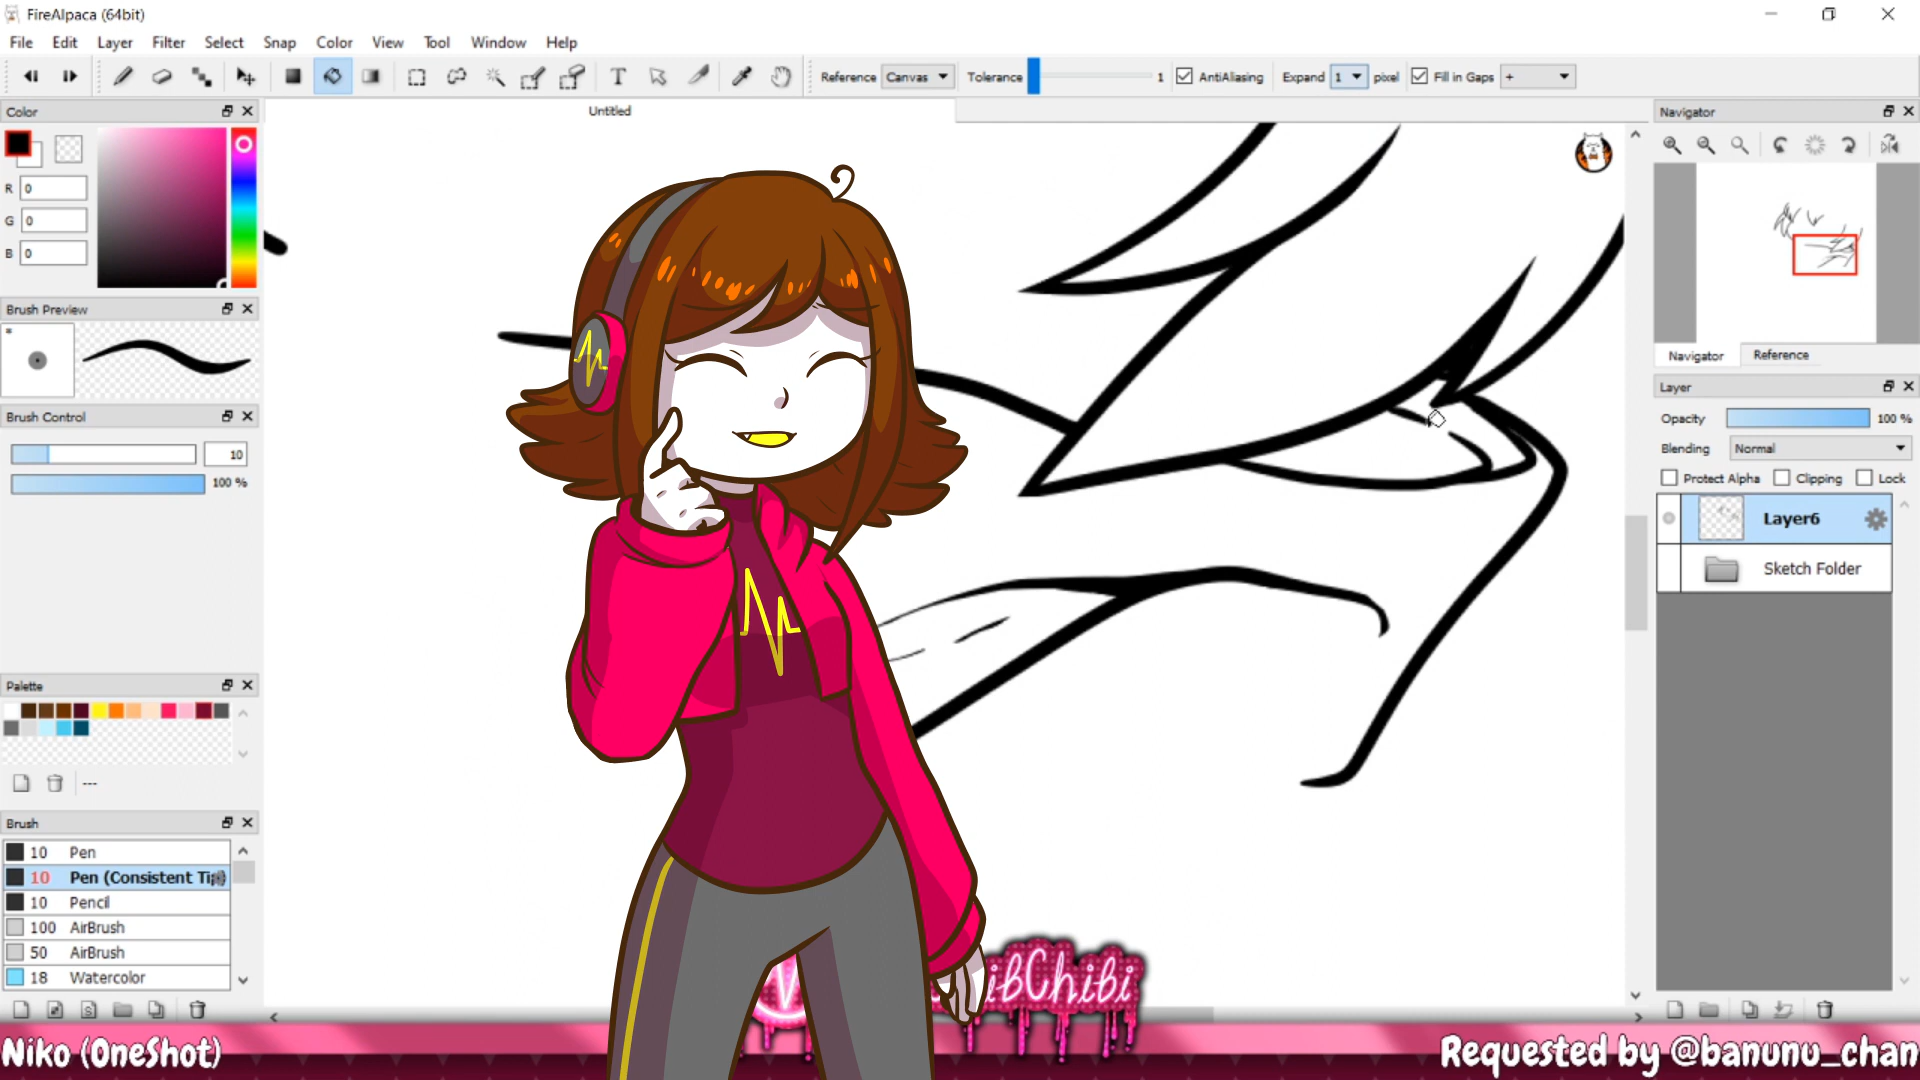 FireAlpaca (64bit)
File Edit Layer Filter Select Snap Color View Tool Window Help
Reference Canvas Tolerance 1 AntiAliasing Expand 1 pixel Fill in Gaps +
Color
Untitled
Navigator
R 0
G 0
B 0
Brush Preview
Navigator Reference
Layer
Brush Control
Opacity 100 %
10
Blending Normal
100 %
Protect Alpha Clipping Lock
Layer6
Sketch Folder
Palette
---
Brush
10 Pen
10 Pen (Consistent
10 Pencil
100 AirBrush
50 AirBrush
18 Watercolor
Niko (OneShot)
Requested by @banunu_chan